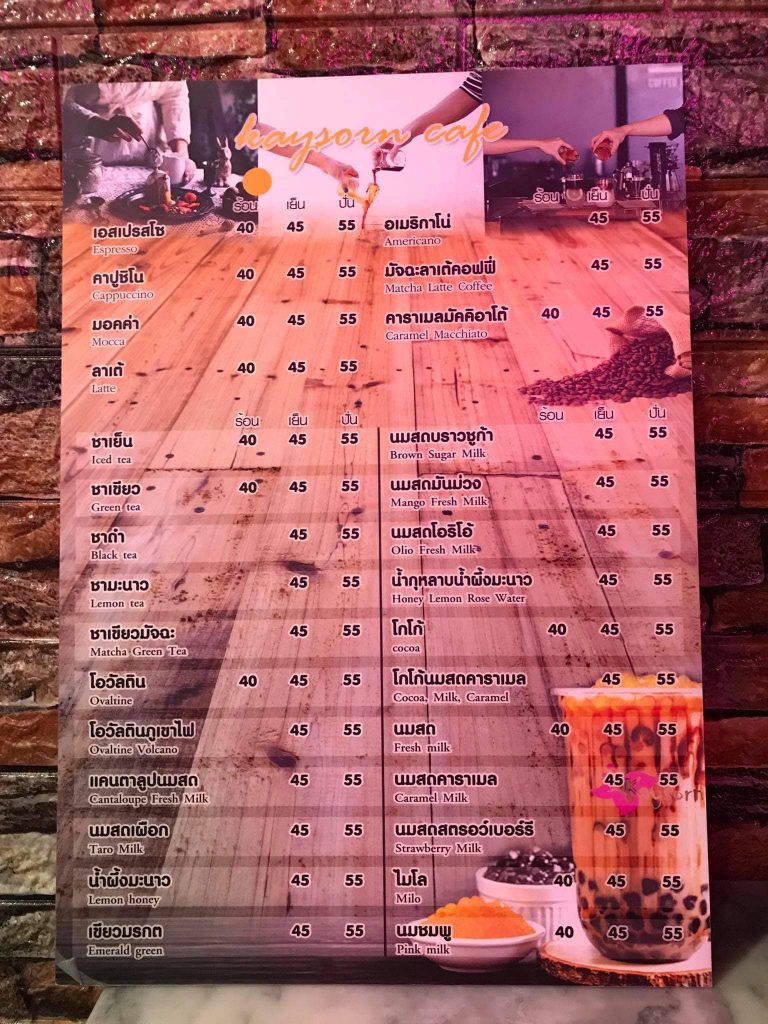 COFFEE
kaysorn cafe
ร้อน เย็น ปั่น
เอสเปรสโซ 40 45 55
Espresso
คาปูชิโน 40 45 55
Cappuccino
มอคค่า 40 45 55
Mocca
ลาเต้ 40 45 55
Latte
ร้อน เย็น ปั่น
อเมริกาโน่ 45 55
Americano
มัจฉะลาเต้คอฟฟี่ 45 55
Matcha Latte Coffee
คาราเมลมัคคิอาโต้ 40 45 55
Caramel Macchiato
ร้อน เย็น ปั่น
ชาเย็น 40 45 55
Iced tea
ชาเขียว 40 45 55
Green tea
ชาดำ 45 55
Black tea
ชามะนาว 45 55
Lemon tea
ชาเขียวมัจฉะ 45 55
Matcha Green Tea
โอวัลติน 40 45 55
Ovaltine
โอวัลตินภูเขาไฟ 45 55
Ovaltine Volcano
แคนตาลูปนมสด 45 55
Cantaloupe Fresh Milk
นมสดเผือก 45 55
Taro Milk
น้ำผึ้งมะนาว 45 55
Lemon honey
เขียวมรกต 45 55
Emerald green
ร้อน เย็น ปั่น
นมสดบราวชูก้า 45 55
Brown Sugar Milk
นมสดมันม่วง 45 55
Mango Fresh Milk
นมสดโอริโอ้ 45 55
Olio Fresh Milk
น้ำกุหลาบน้ำผึ้งมะนาว 45 55
Honey Lemon Rose Water
โกโก้ 40 45 55
cocoa
โกโก้นมสดคาราเมล 45 55
Cocoa, Milk, Caramel
นมสด 40 45 55
Fresh milk
นมสดคาราเมล 45 55
Caramel Milk
นมสดสตรอว์เบอร์รี 45 55
Strawberry Milk
ไมโล 40 45 55
Milo
นมชมพู 40 45 55
Pink milk